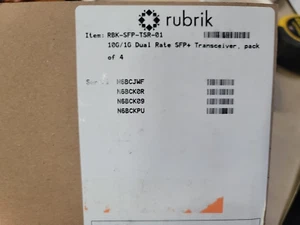 rubrik
Item: RBK-SFP-TSR-01
10G/1G Dual Rate SFP+ Transceiver, pack
of 4
N6BCJWF
N6BCK0R
N6BCK09
N6BCKPU